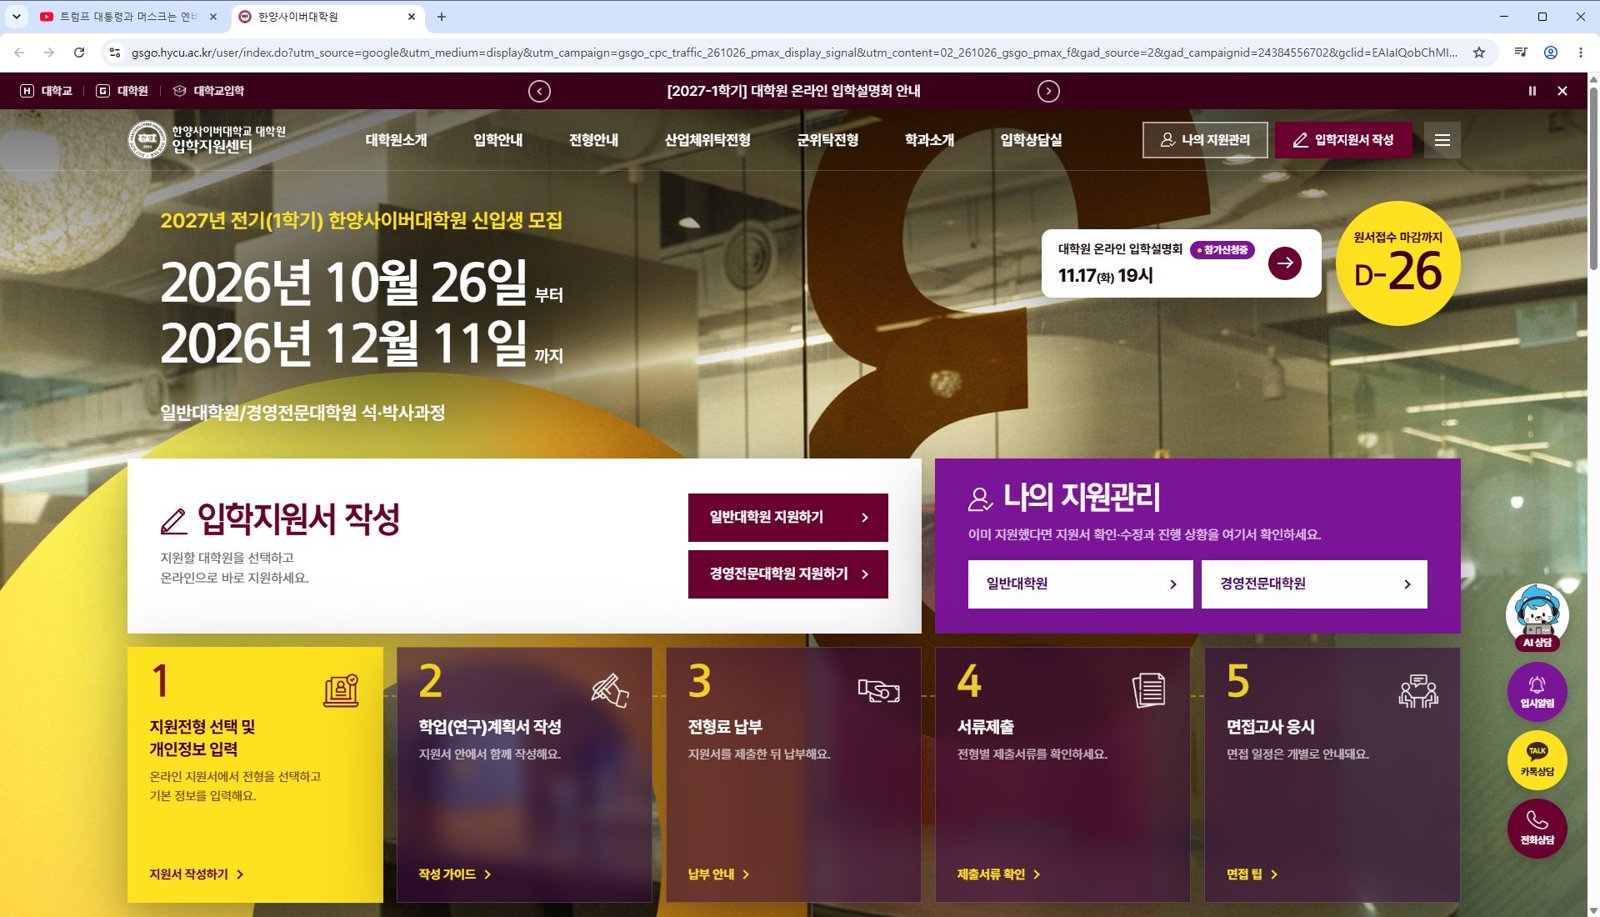 트럼프 대통령과 머스크는 엔비
한양사이버대학원
gsgo.hycu.ac.kr/user/index.do?utm_source=google&utm_medium=display&utm_campaign=gsgo_cpc_traffic_261026_pmax_display_signal&utm_content=02_261026_gsgo_pmax_f&gad_source=2&gad_campaignid=24384556702&gclid=EAIaIQobChMI...
H 대학교
G 대학원
대학교입학
[2027-1학기] 대학원 온라인 입학설명회 안내
한양사이버대학교 대학원
입학지원센터
대학원소개
입학안내
전형안내
산업체위탁전형
군위탁전형
학과소개
입학상담실
나의 지원관리
입학지원서 작성
2027년 전기(1학기) 한양사이버대학원 신입생 모집
2026년 10월 26일 부터
2026년 12월 11일 까지
일반대학원/경영전문대학원 석·박사과정
대학원 온라인 입학설명회 참가신청중
11.17(화) 19시
원서접수 마감까지
D-26
입학지원서 작성
지원할 대학원을 선택하고
온라인으로 바로 지원하세요.
일반대학원 지원하기
경영전문대학원 지원하기
나의 지원관리
이미 지원했다면 지원서 확인·수정과 진행 상황을 여기서 확인하세요.
일반대학원
경영전문대학원
1
지원전형 선택 및
개인정보 입력
온라인 지원서에서 전형을 선택하고
기본 정보를 입력해요.
지원서 작성하기
2
학업(연구)계획서 작성
지원서 안에서 함께 작성해요.
작성 가이드
3
전형료 납부
지원서를 제출한 뒤 납부해요.
납부 안내
4
서류제출
전형별 제출서류를 확인하세요.
제출서류 확인
5
면접고사 응시
면접 일정은 개별로 안내돼요.
면접 팁
AI 상담
입시알림
TALK
카톡상담
전화상담